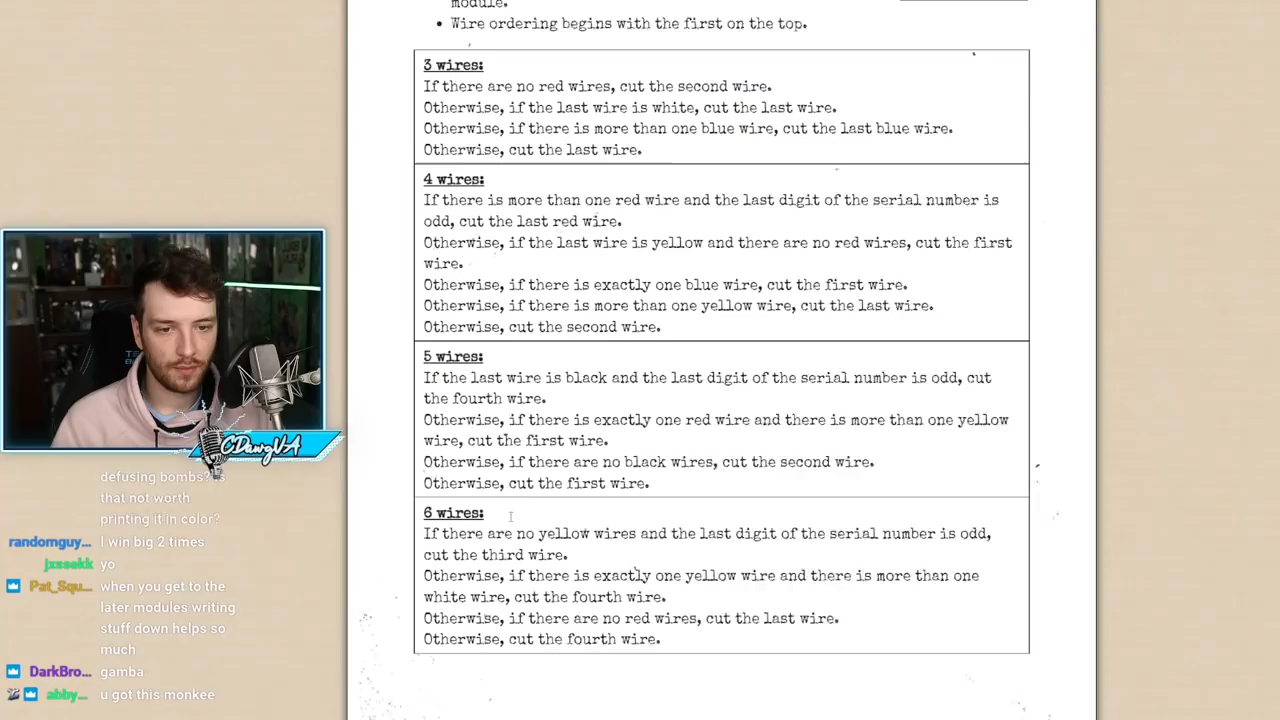 module.
• Wire ordering begins with the first on the top.
3 wires:
If there are no red wires, cut the second wire.
Otherwise, if the last wire is white, cut the last wire.
Otherwise, if there is more than one blue wire, cut the last blue wire.
Otherwise, cut the last wire.
4 wires:
If there is more than one red wire and the last digit of the serial number is
odd, cut the last red wire.
Otherwise, if the last wire is yellow and there are no red wires, cut the first
wire.
Otherwise, if there is exactly one blue wire, cut the first wire.
Otherwise, if there is more than one yellow wire, cut the last wire.
Otherwise, cut the second wire.
5 wires:
If the last wire is black and the last digit of the serial number is odd, cut
the fourth wire.
Otherwise, if there is exactly one red wire and there is more than one yellow
wire, cut the first wire.
Otherwise, if there are no black wires, cut the second wire.
Otherwise, cut the first wire.
6 wires:
If there are no yellow wires and the last digit of the serial number is odd,
cut the third wire.
Otherwise, if there is exactly one yellow wire and there is more than one
white wire, cut the fourth wire.
Otherwise, if there are no red wires, cut the last wire.
Otherwise, cut the fourth wire.
CDawgVA
defusing bombs? is
that not worth
printing it in color?
randomguy... I win big 2 times
jxseekk yo
Pat_Squ... when you get to the
later modules writing
stuff down helps so
much
DarkBro... gamba
abby... u got this monkee